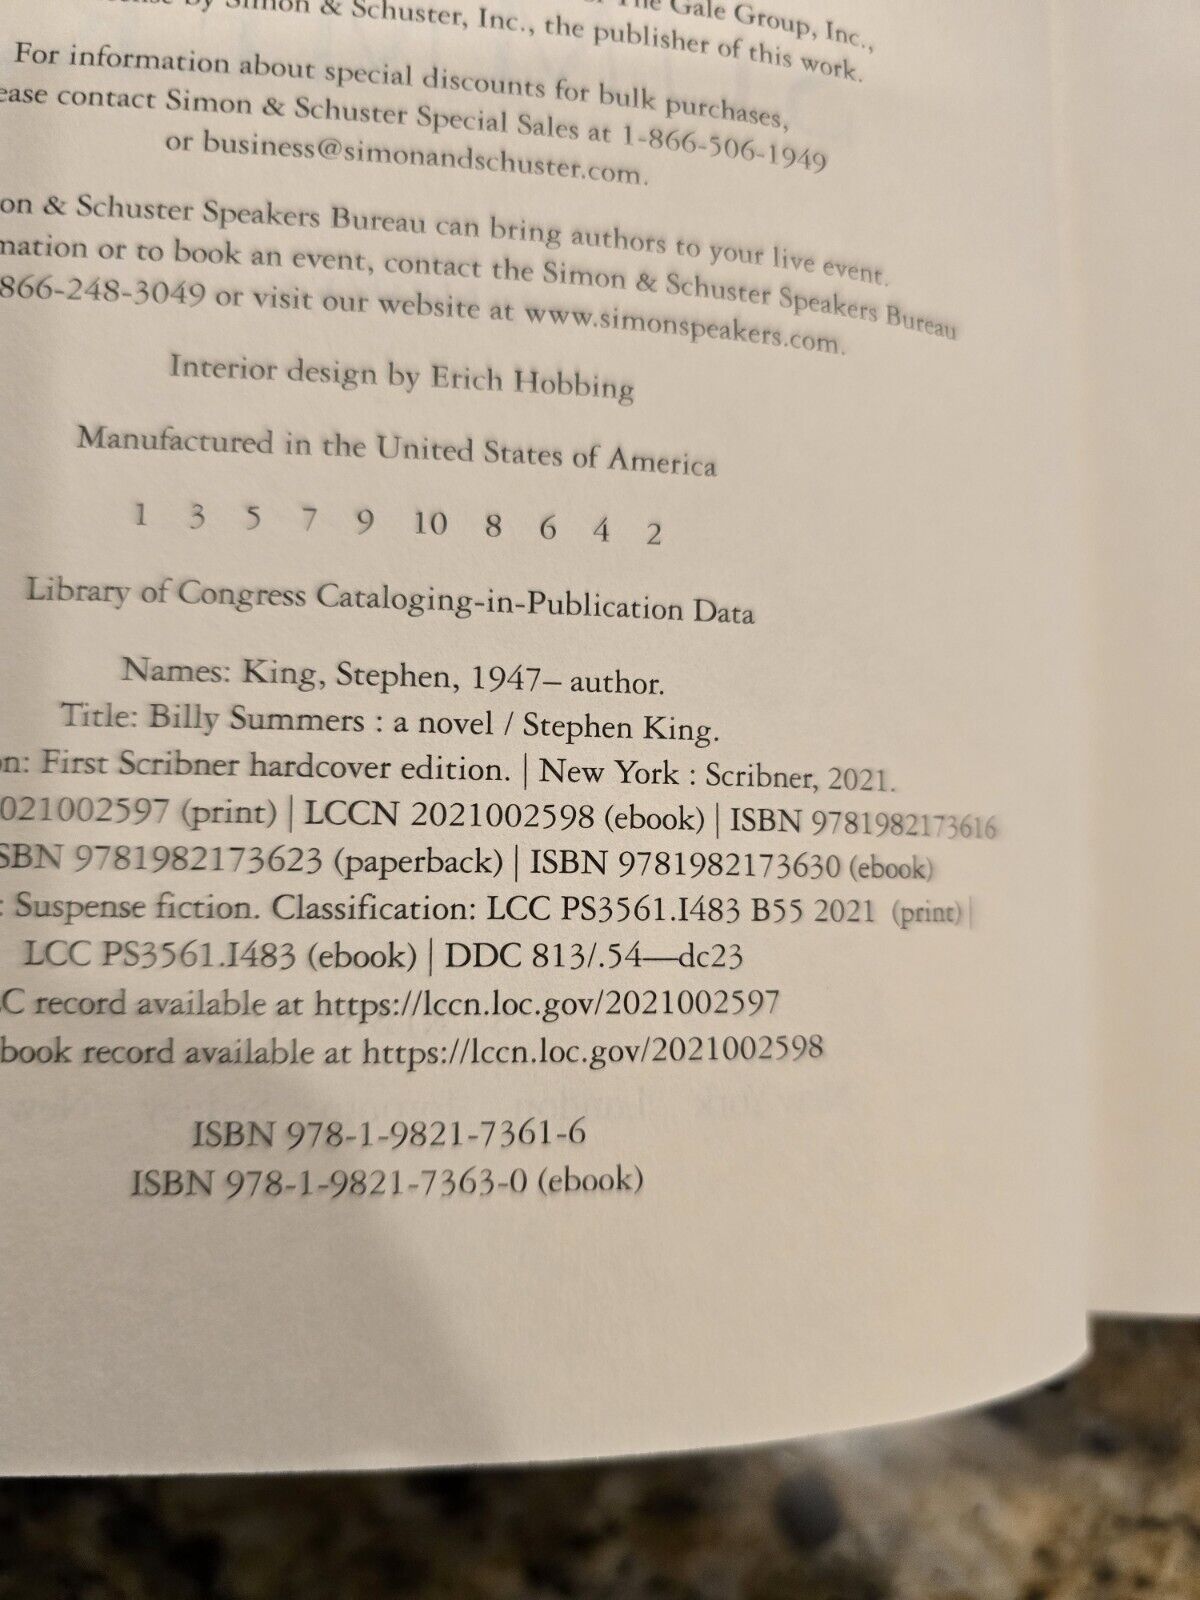 by Simon & Schuster, Inc., the publisher of this work.
The Gale Group, Inc.,
For information about special discounts for bulk purchases,
ease contact Simon & Schuster Special Sales at 1-866-506-1949
or business@simonandschuster.com.
on & Schuster Speakers Bureau can bring authors to your live event.
mation or to book an event, contact the Simon & Schuster Speakers Bureau
866-248-3049 or visit our website at www.simonspeakers.com.
Interior design by Erich Hobbing
Manufactured in the United States of America
1 3 5 7 9 10 8 6 4 2
Library of Congress Cataloging-in-Publication Data
Names: King, Stephen, 1947– author.
Title: Billy Summers : a novel / Stephen King.
on: First Scribner hardcover edition. | New York : Scribner, 2021.
021002597 (print) | LCCN 2021002598 (ebook) | ISBN 9781982173616
SBN 9781982173623 (paperback) | ISBN 9781982173630 (ebook)
: Suspense fiction. Classification: LCC PS3561.I483 B55 2021 (print) |
LCC PS3561.I483 (ebook) | DDC 813/.54—dc23
C record available at https://lccn.loc.gov/2021002597
book record available at https://lccn.loc.gov/2021002598
ISBN 978-1-9821-7361-6
ISBN 978-1-9821-7363-0 (ebook)